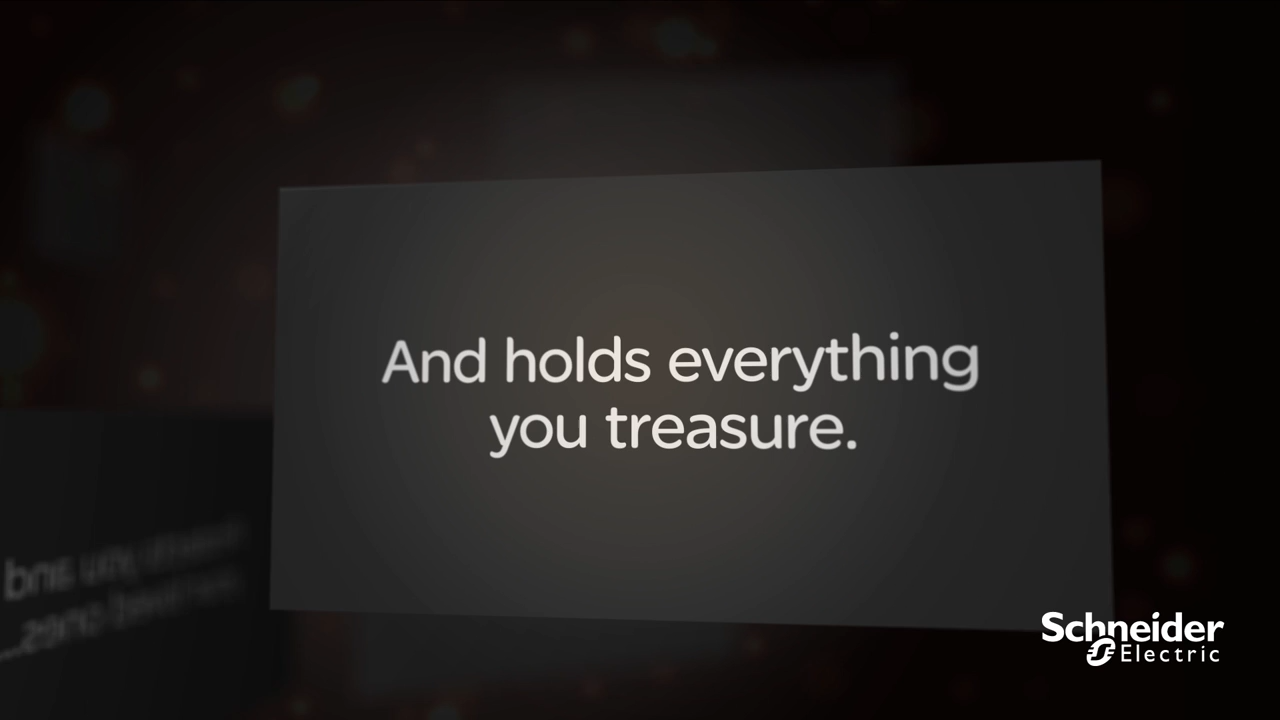 And holds everything
you treasure.
Schneider
Electric